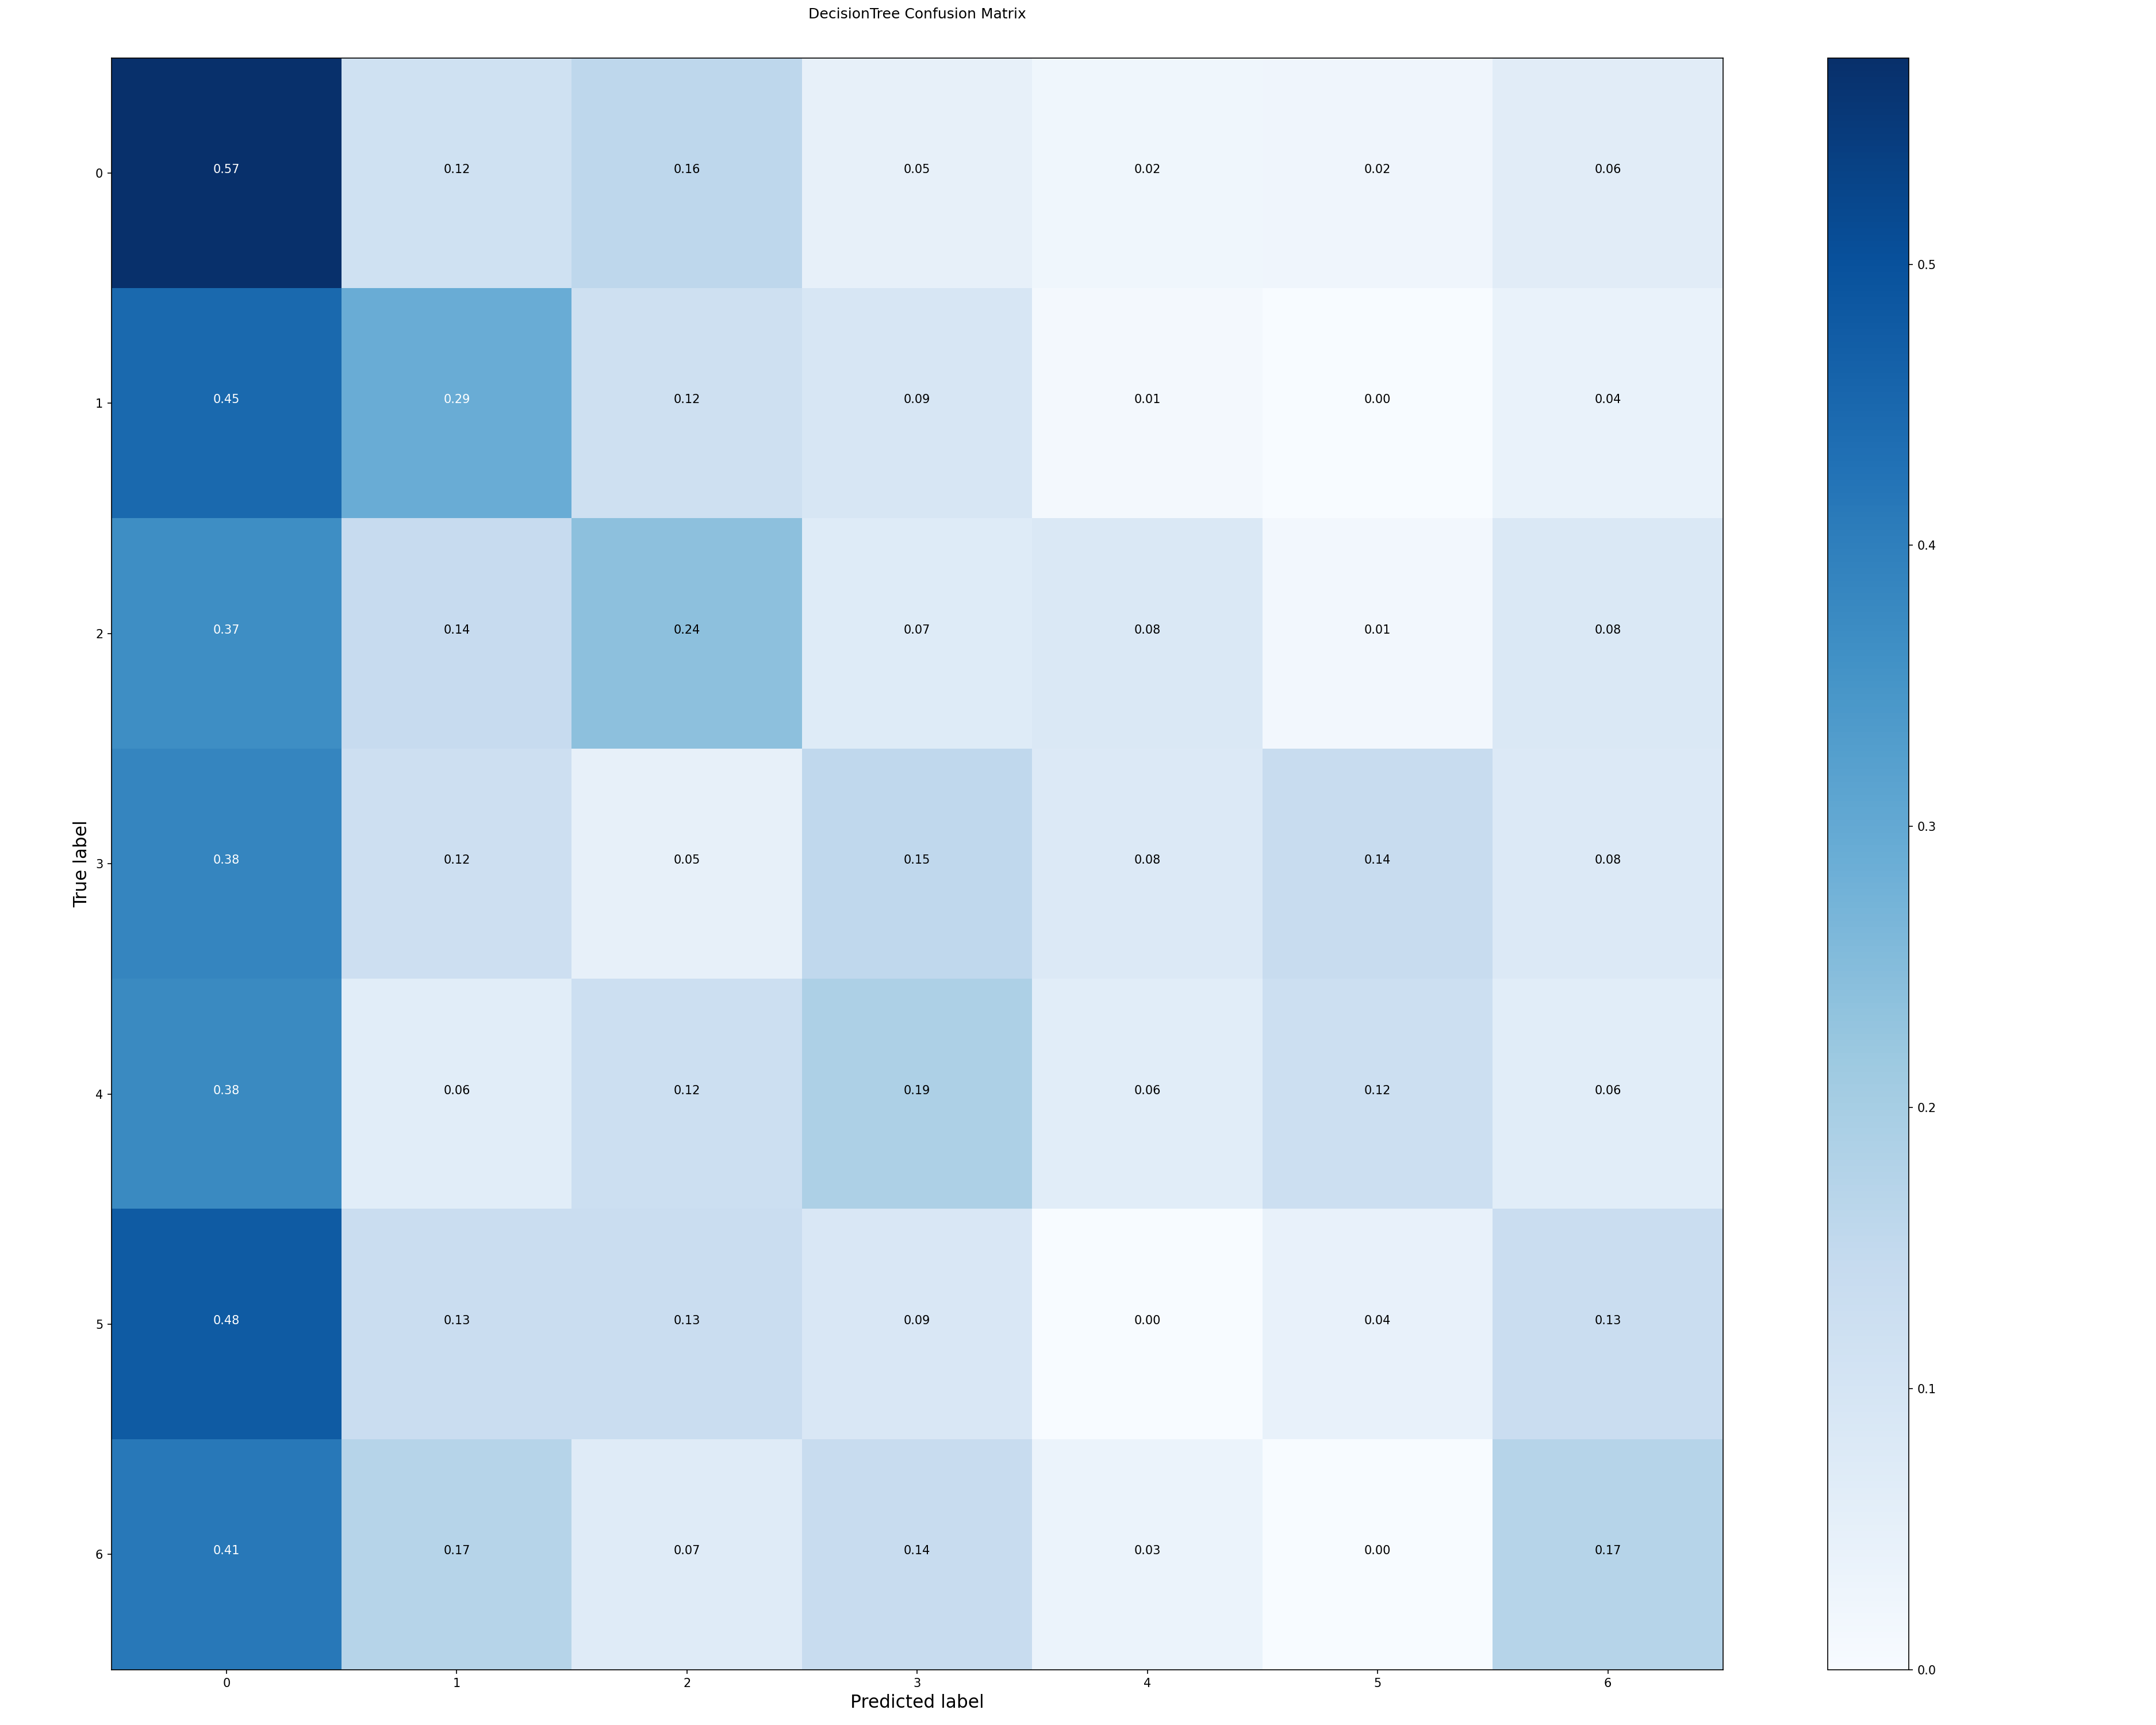 DecisionTree Confusion Matrix
0 0.57 0.12 0.16 0.05 0.02 0.02 0.06
1 0.45 0.29 0.12 0.09 0.01 0.00 0.04
2 0.37 0.14 0.24 0.07 0.08 0.01 0.08
3 0.38 0.12 0.05 0.15 0.08 0.14 0.08
4 0.38 0.06 0.12 0.19 0.06 0.12 0.06
5 0.48 0.13 0.13 0.09 0.00 0.04 0.13
6 0.41 0.17 0.07 0.14 0.03 0.00 0.17
0 1 2 3 4 5 6
True label
Predicted label
0.5
0.4
0.3
0.2
0.1
0.0